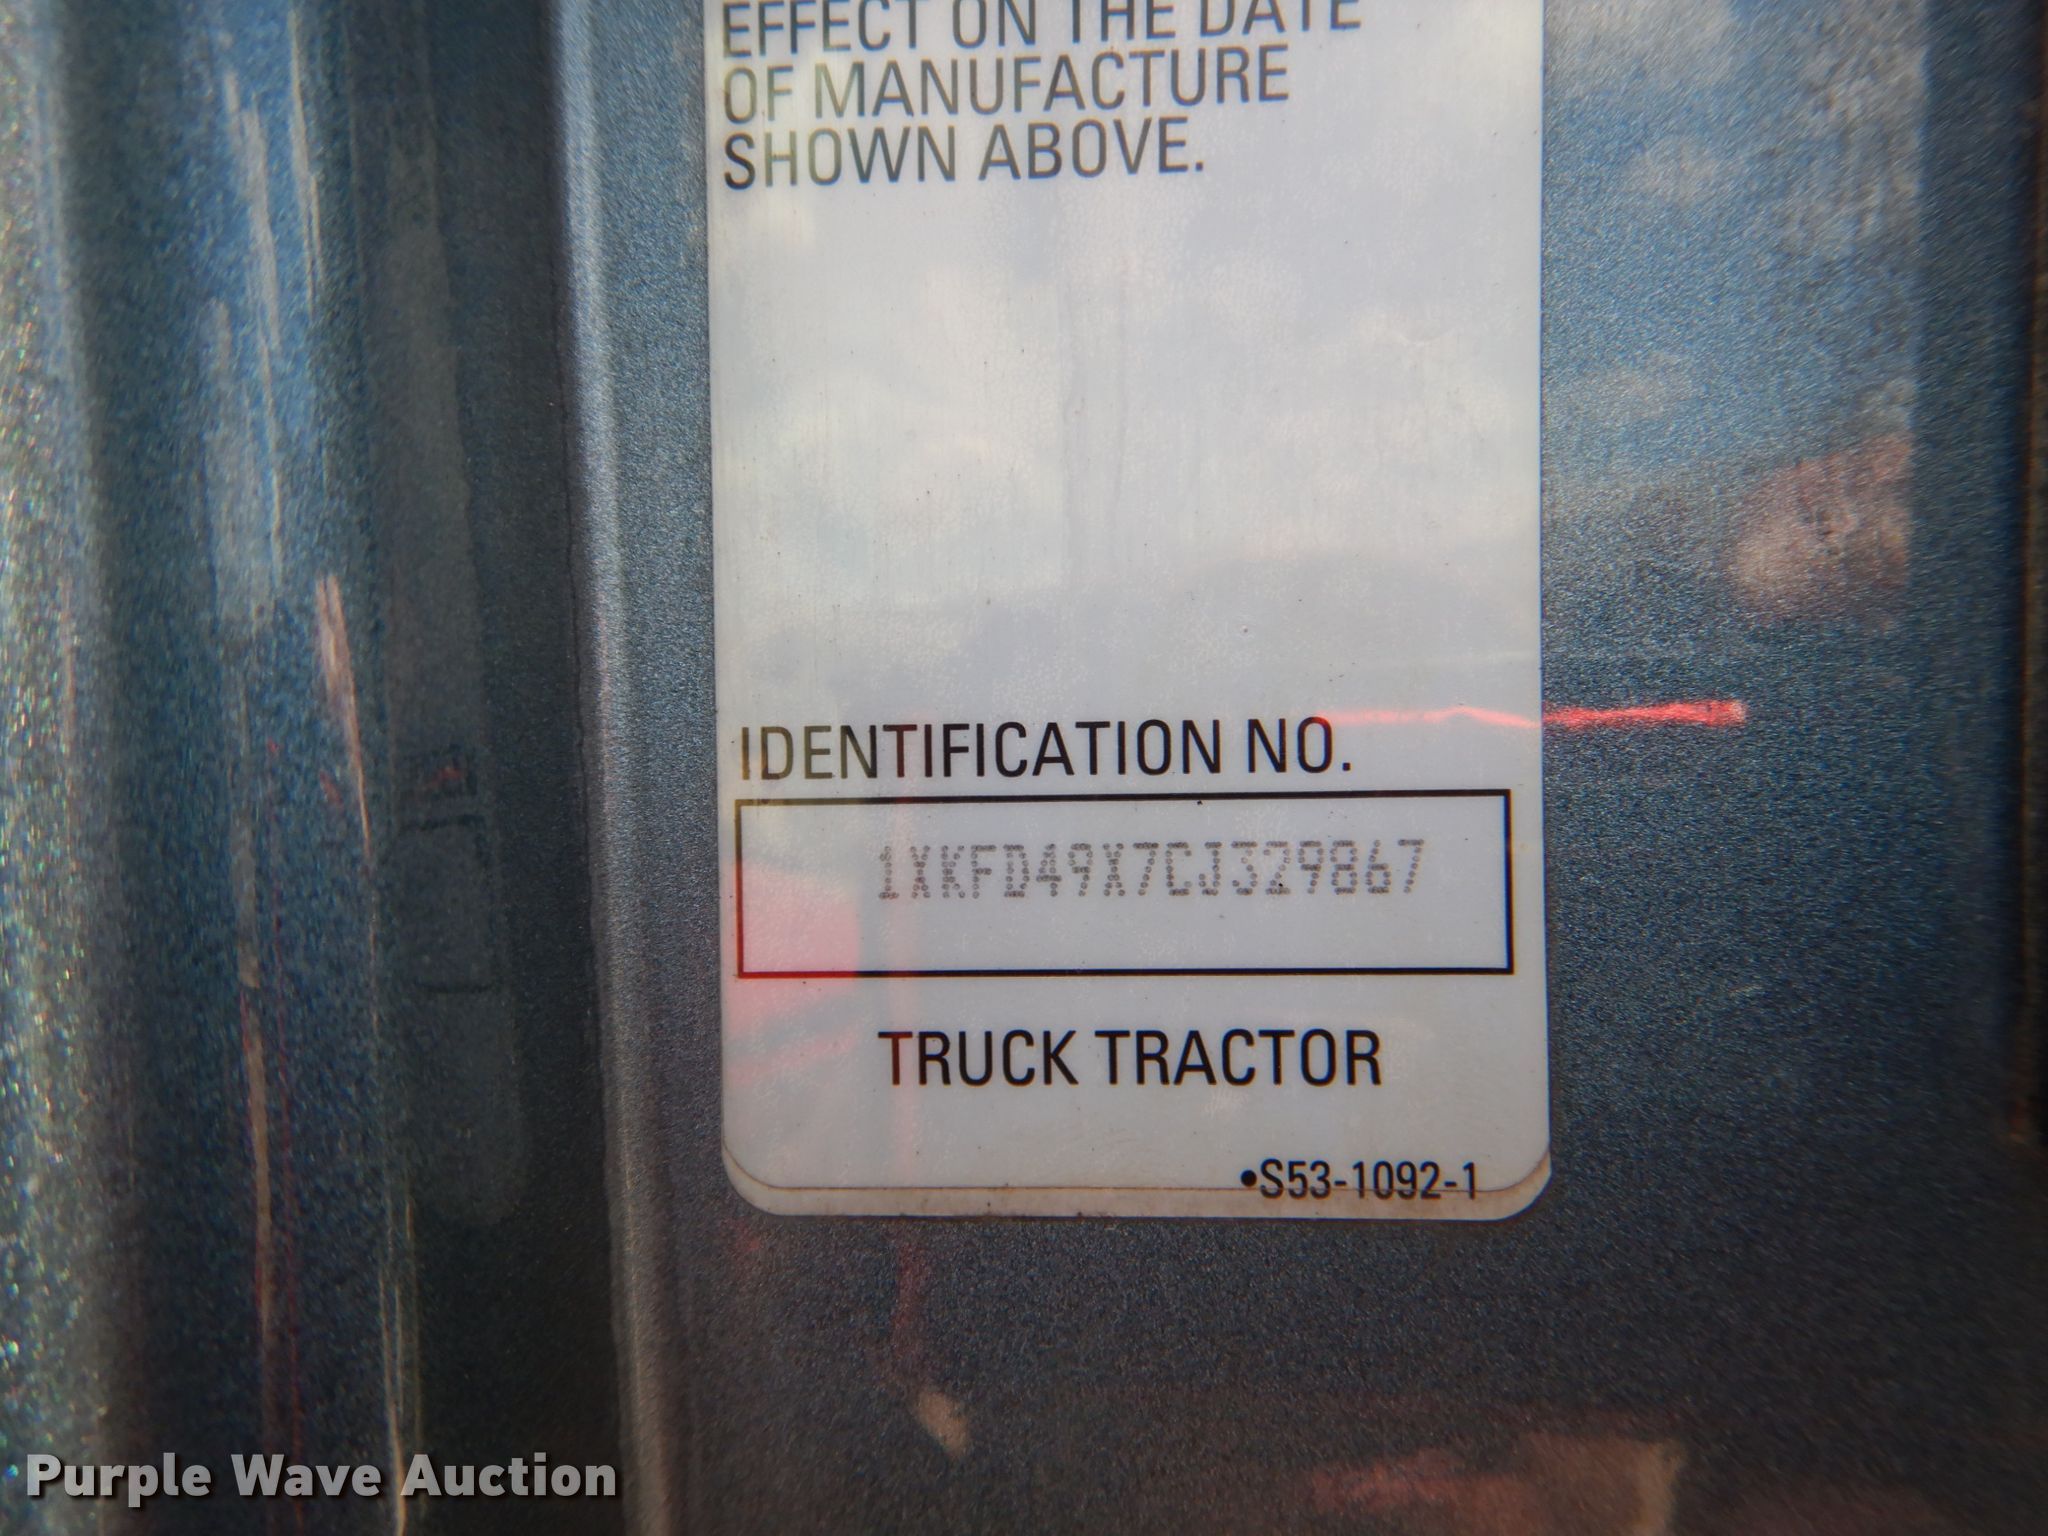 EFFECT ON THE DATE
OF MANUFACTURE
SHOWN ABOVE.
IDENTIFICATION NO.
1XKFD49X7CJ329867
TRUCK TRACTOR
•S53-1092-1
Purple Wave Auction